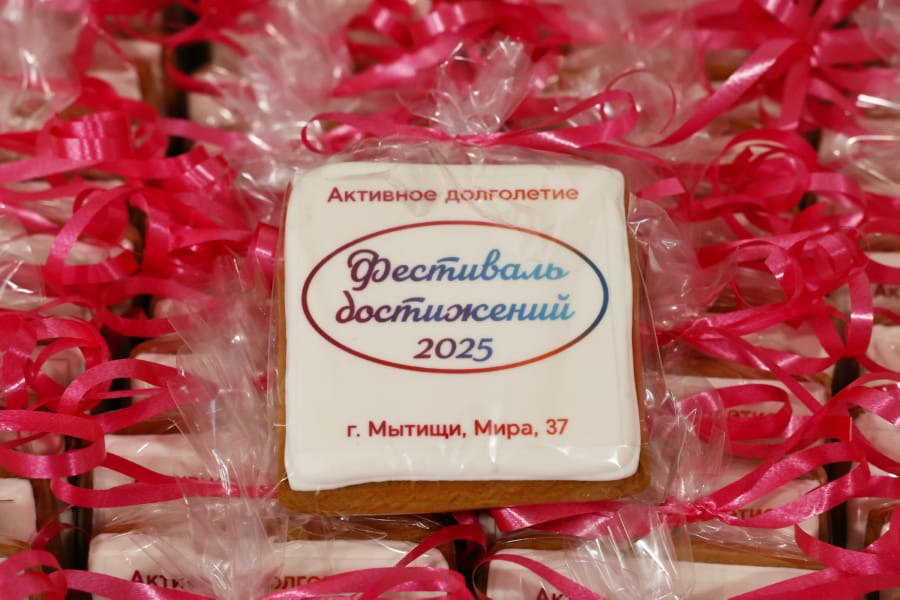 Активное долголетие
Фестиваль
достижений
2025
г. Мытищи, Мира, 37